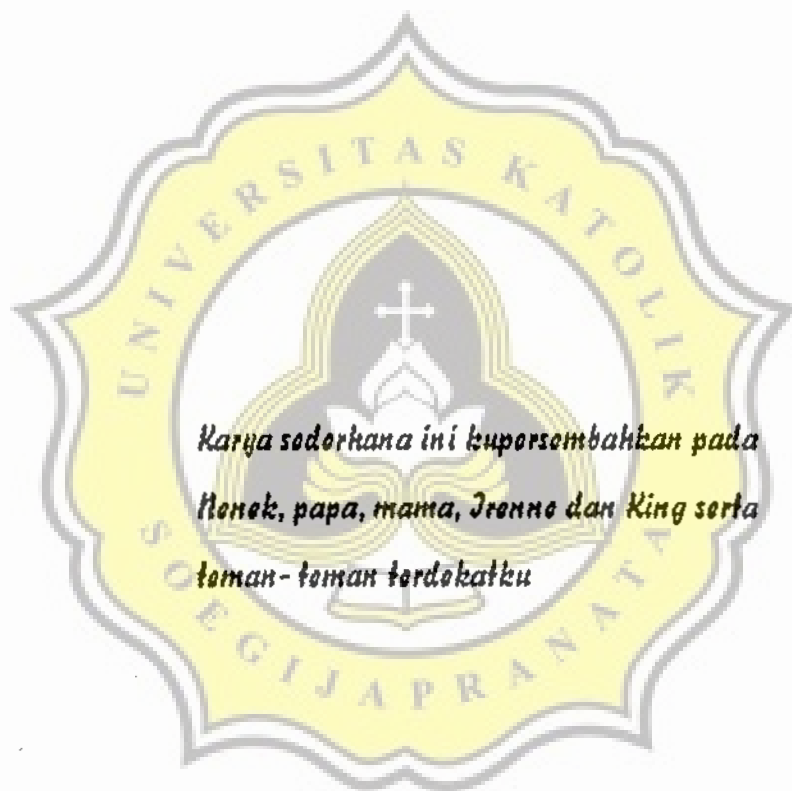 UNIVERSITAS KATOLIK
Karya sederhana ini kupersembahkan pada
Nenek, papa, mama, Irenne dan King serta
teman- teman terdekatku
SOEGIJAPRANATA